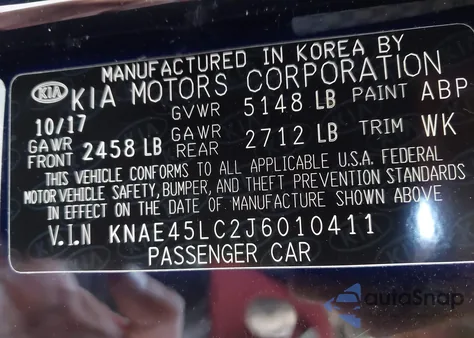 MANUFACTURED IN KOREA BY
KIA KIA MOTORS CORPORATION
10/17 GVWR 5148 LB PAINT ABP
GAWR FRONT 2458 LB GAWR REAR 2712 LB TRIM WK
THIS VEHICLE CONFORMS TO ALL APPLICABLE U.S.A. FEDERAL
MOTOR VEHICLE SAFETY, BUMPER, AND THEFT PREVENTION STANDARDS
IN EFFECT ON THE DATE OF MANUFACTURE SHOWN ABOVE
V.I.N KNAE45LC2J6010411
PASSENGER CAR
autoSnap